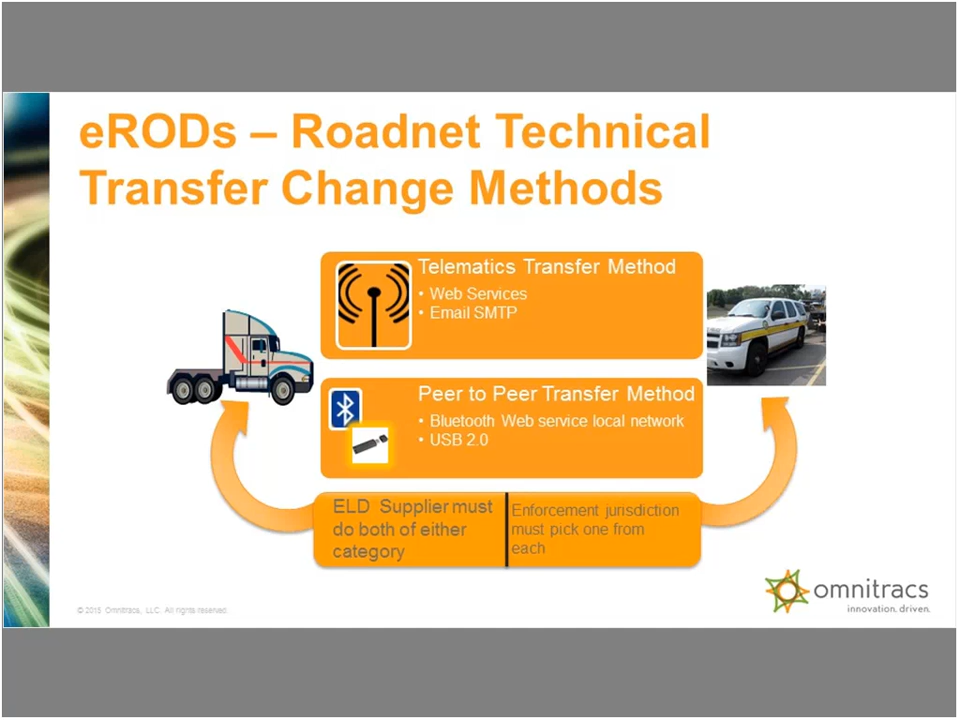 eRODs – Roadnet Technical
Transfer Change Methods
Telematics Transfer Method
• Web Services
• Email SMTP
Peer to Peer Transfer Method
• Bluetooth Web service local network
• USB 2.0
ELD Supplier must
do both of either
category
Enforcement jurisdiction
must pick one from
each
© 2015 Omnitracs, LLC. All rights reserved.
omnitracs
innovation. driven.